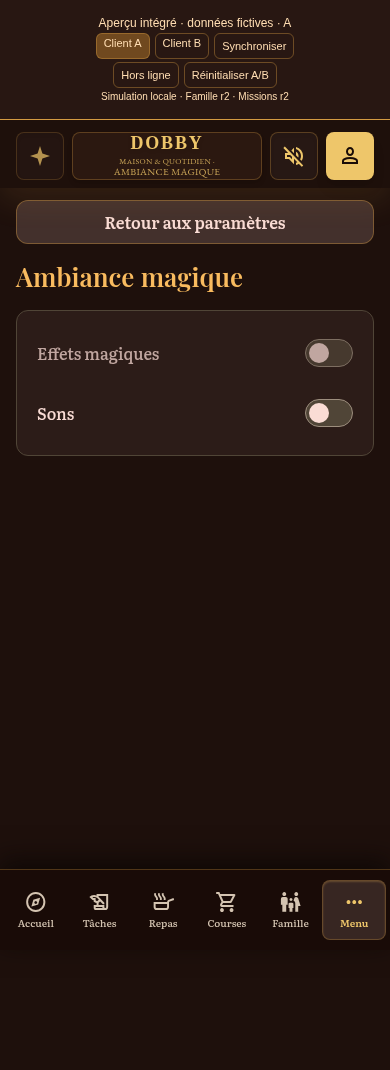 Aperçu intégré · données fictives · A
Client A
Client B
Synchroniser
Hors ligne
Réinitialiser A/B
Simulation locale · Famille r2 · Missions r2
DOBBY
MAISON & QUOTIDIEN ·
AMBIANCE MAGIQUE
Retour aux paramètres
Ambiance magique
Effets magiques
Sons
Accueil
Tâches
Repas
Courses
Famille
Menu